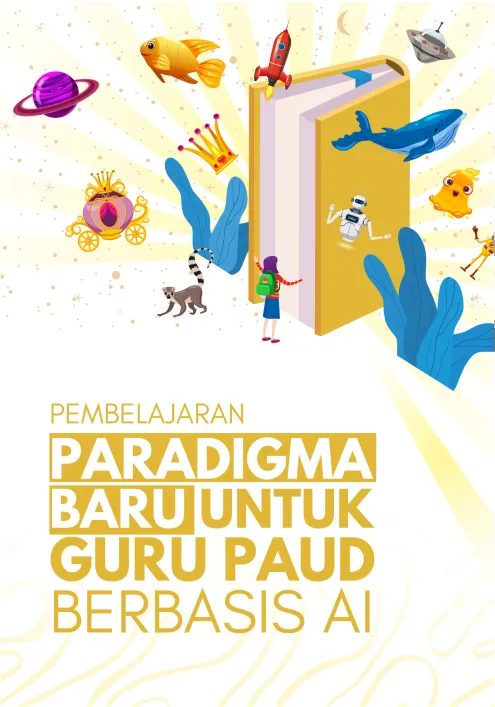 PEMBELAJARAN
PARADIGMA
BARU UNTUK
GURU PAUD
BERBASIS AI